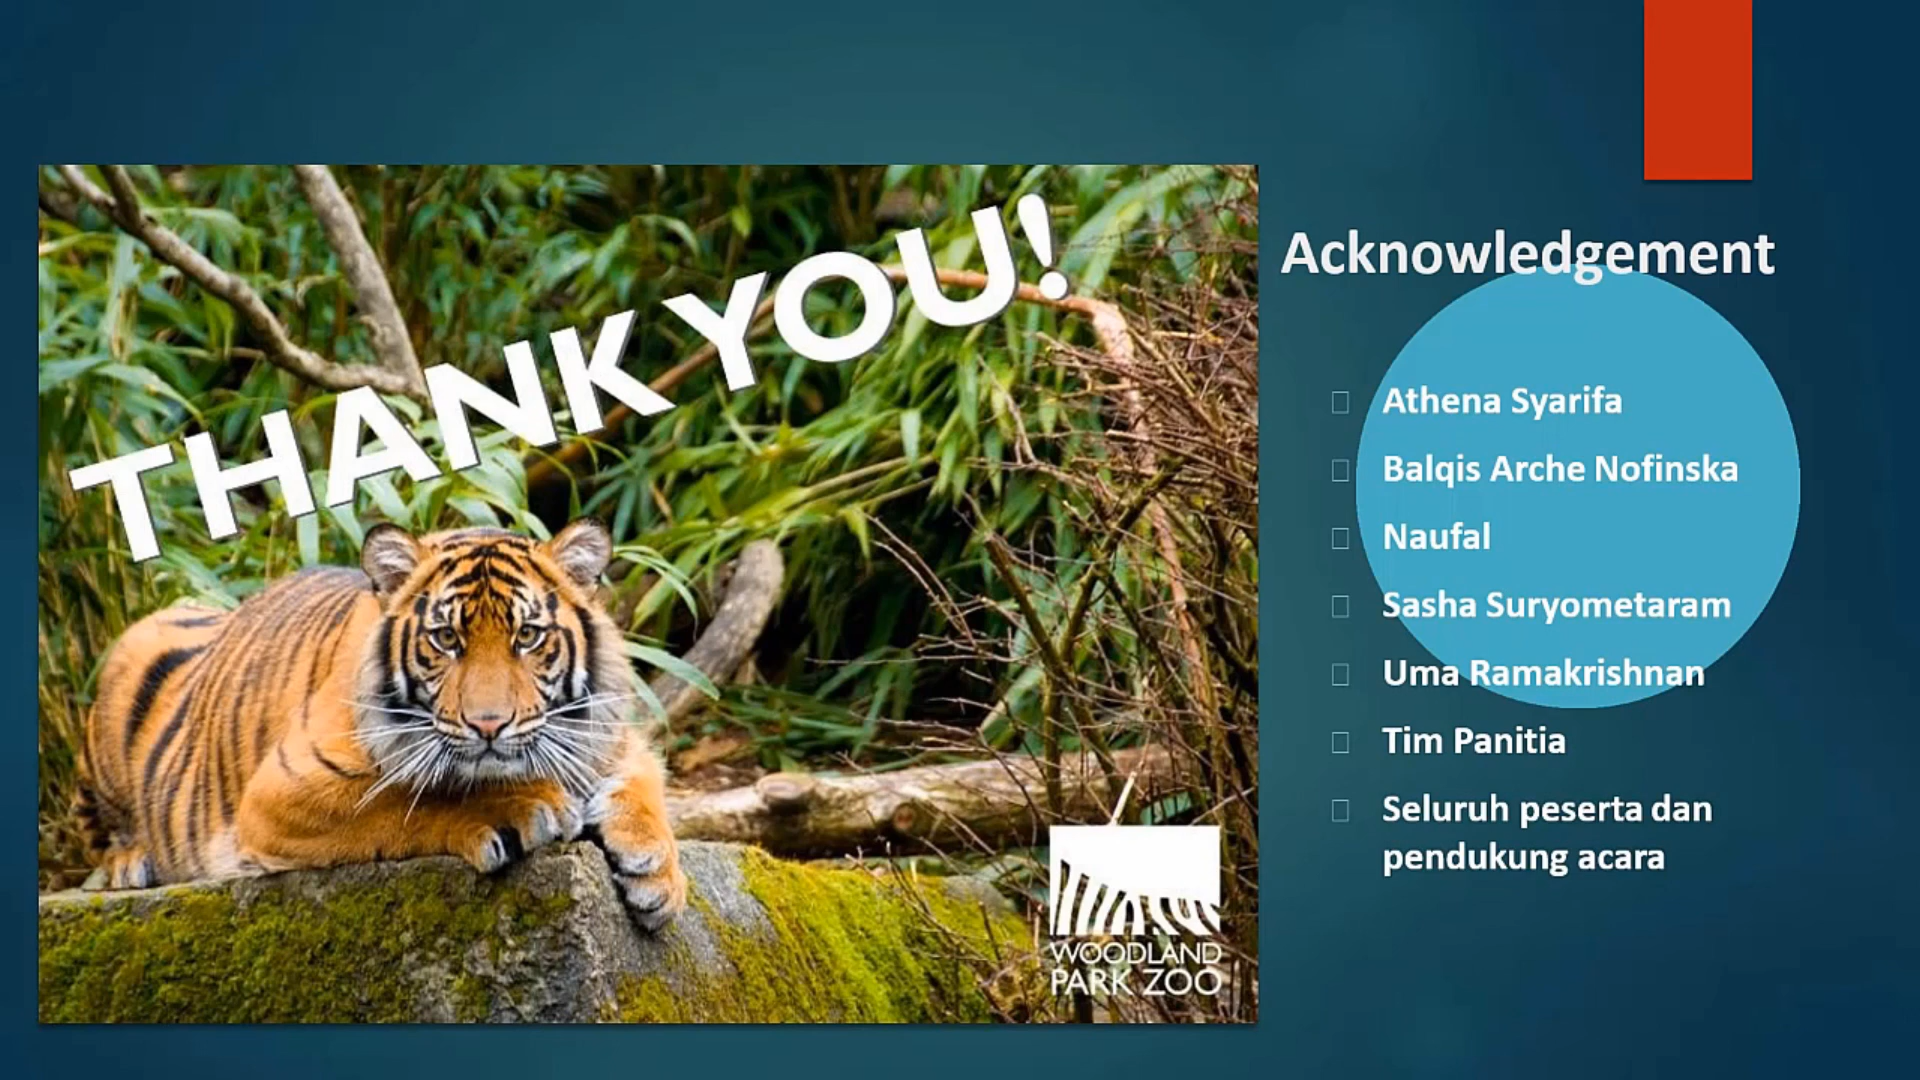 THANK YOU!
WOODLAND
PARK ZOO
Acknowledgement
Athena Syarifa
Balqis Arche Nofinska
Naufal
Sasha Suryometaram
Uma Ramakrishnan
Tim Panitia
Seluruh peserta dan
pendukung acara